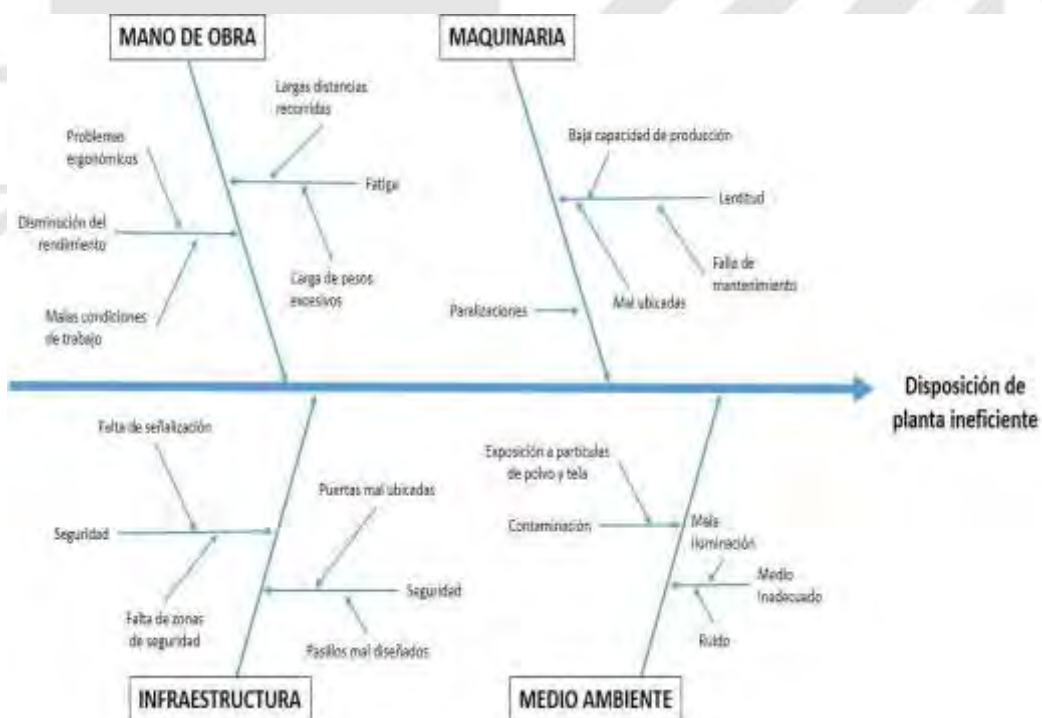 MANO DE OBRA
MAQUINARIA
Largas distancias
recorridas
Problemas
ergonómicos
Fatiga
Disminución del
rendimiento
Carga de pesos
excesivos
Malas condiciones
de trabajo
Baja capacidad de producción
Lentitud
Falla de
mantenimiento
Mal ubicadas
Paralizaciones
Disposición de
planta ineficiente
Falta de señalización
Puertas mal ubicadas
Seguridad
Seguridad
Falta de zonas
de seguridad
Pasillos mal diseñados
Exposición a partículas
de polvo y tela
Contaminación
Mala
iluminación
Medio
Inadecuado
Ruido
INFRAESTRUCTURA
MEDIO AMBIENTE